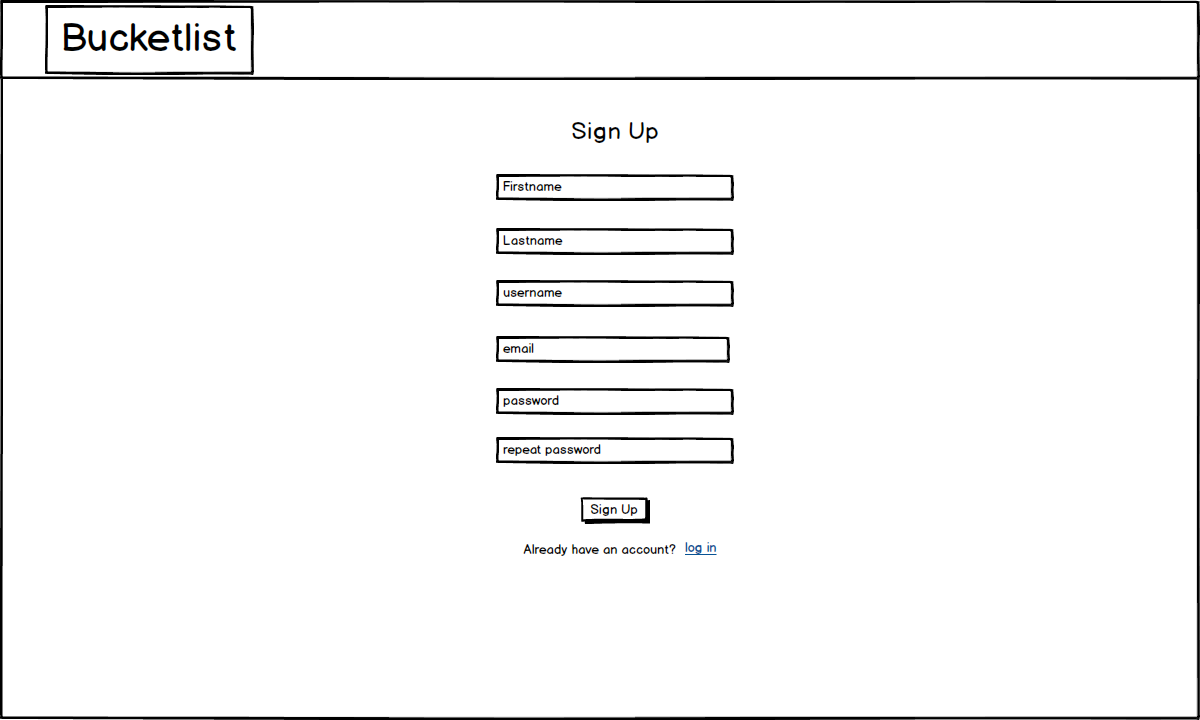 Bucketlist
Sign Up
Firstname
Lastname
username
email
password
repeat password
Sign Up
Already have an account? log in